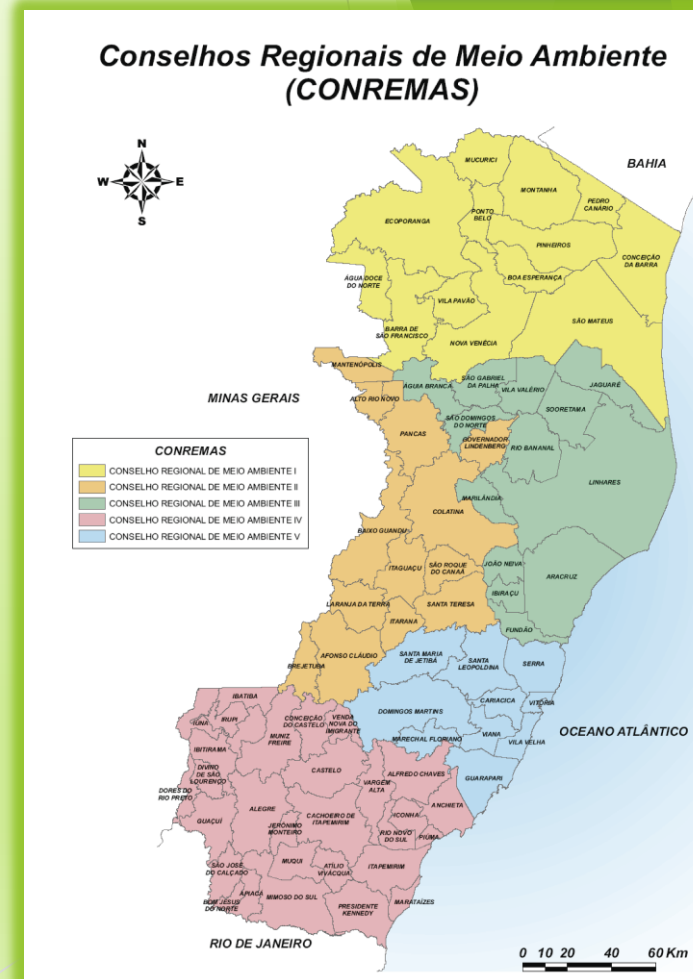 Conselhos Regionais de Meio Ambiente
(CONREMAS)
N
W
E
S
BAHIA
MUCURICI
MONTANHA
PEDRO
CANÁRIO
ECOPORANGA
PONTO
BELO
PINHEIROS
CONCEIÇÃO
DA BARRA
ÁGUA DOCE
DO NORTE
BOA ESPERANÇA
VILA PAVÃO
BARRA DE
SÃO FRANCISCO
SÃO MATEUS
NOVA VENÉCIA
MANTENÓPOLIS
ÁGUIA BRANCA
SÃO GABRIEL
DA PALHA
VILA VALÉRIO
JAGUARÉ
MINAS GERAIS
ALTO RIO NOVO
SOORETAMA
SÃO DOMINGOS
DO NORTE
PANCAS
GOVERNADOR
LINDENBERG
RIO BANANAL
LINHARES
CONREMAS
CONSELHO REGIONAL DE MEIO AMBIENTE I
CONSELHO REGIONAL DE MEIO AMBIENTE II
CONSELHO REGIONAL DE MEIO AMBIENTE III
CONSELHO REGIONAL DE MEIO AMBIENTE IV
CONSELHO REGIONAL DE MEIO AMBIENTE V
MARILÂNDIA
COLATINA
BAIXO GUANDU
ITAGUAÇU
SÃO ROQUE
DO CANAÃ
JOÃO NEIVA
ARACRUZ
IBIRAÇU
LARANJA DA TERRA
SANTA TERESA
ITARANA
FUNDÃO
AFONSO CLÁUDIO
BREJETUBA
SANTA MARIA
DE JETIBÁ
SANTA
LEOPOLDINA
SERRA
CARIACICA
VITÓRIA
DOMINGOS MARTINS
OCEANO ATLÂNTICO
VIANA
VILA VELHA
MARECHAL FLORIANO
GUARAPARI
IBATIBA
IÚNA
IRUPI
CONCEIÇÃO
DO CASTELO
VENDA
NOVA DO
IMIGRANTE
MUNIZ
FREIRE
IBITIRAMA
DIVINO
DE SÃO
LOURENÇO
CASTELO
ALFREDO CHAVES
VARGEM
ALTA
DORES DO
RIO PRETO
ANCHIETA
GUAÇUÍ
ALEGRE
CACHOEIRO DE
ITAPEMIRIM
ICONHA
JERÔNIMO
MONTEIRO
RIO NOVO
DO SUL
PIÚMA
SÃO JOSÉ
DO CALÇADO
MUQUI
ATÍLIO
VIVÁCQUA
ITAPEMIRIM
APIACÁ
BOM JESUS
DO NORTE
MIMOSO DO SUL
PRESIDENTE
KENNEDY
MARATAÍZES
RIO DE JANEIRO
0 10 20 40 60 Km